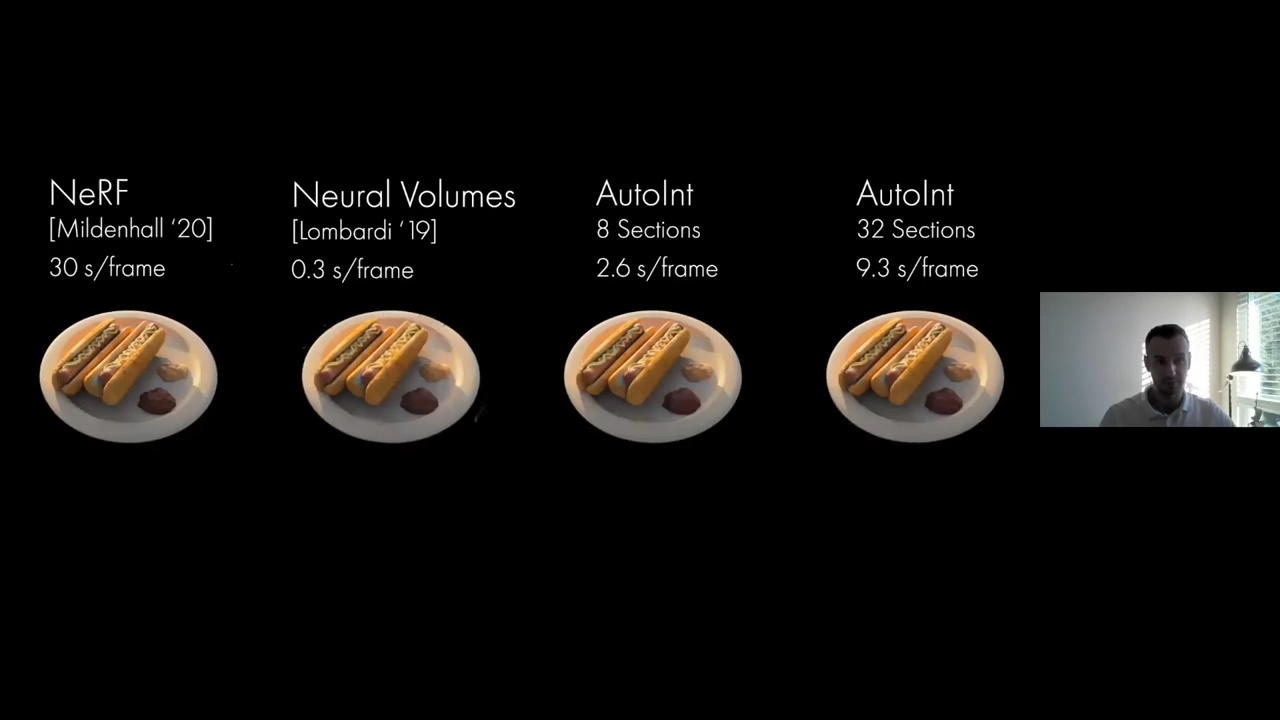 NeRF
[Mildenhall ‘20]
30 s/frame
Neural Volumes
[Lombardi ‘19]
0.3 s/frame
AutoInt
8 Sections
2.6 s/frame
AutoInt
32 Sections
9.3 s/frame